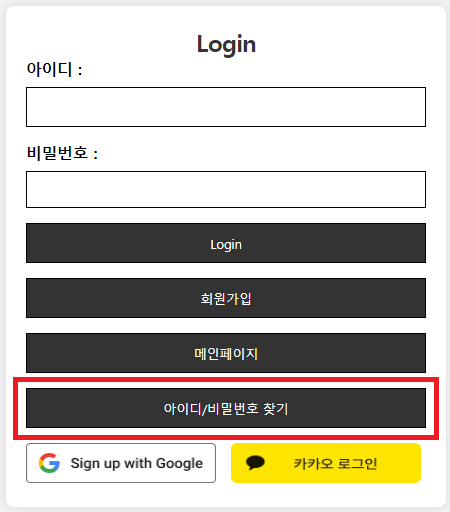 Login
아이디 :
비밀번호 :
Login
회원가입
메인페이지
아이디/비밀번호 찾기
Sign up with Google
카카오 로그인